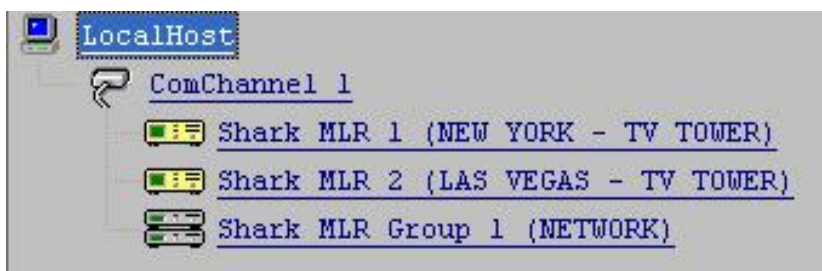 LocalHost
ComChannel 1
Shark MLR 1 (NEW YORK - TV TOWER)
Shark MLR 2 (LAS VEGAS - TV TOWER)
Shark MLR Group 1 (NETWORK)